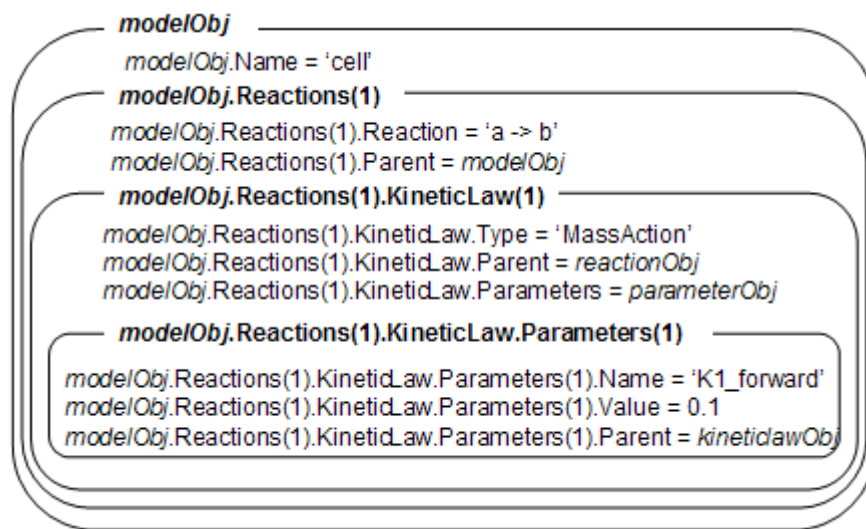 modelObj
modelObj.Name = ‘cell’
modelObj.Reactions(1)
modelObj.Reactions(1).Reaction = ‘a -> b’
modelObj.Reactions(1).Parent = modelObj
modelObj.Reactions(1).KineticLaw(1)
modelObj.Reactions(1).KineticLaw.Type = ‘MassAction’
modelObj.Reactions(1).KineticLaw.Parent = reactionObj
modelObj.Reactions(1).KineticLaw.Parameters = parameterObj
modelObj.Reactions(1).KineticLaw.Parameters(1)
modelObj.Reactions(1).KineticLaw.Parameters(1).Name = ‘K1_forward’
modelObj.Reactions(1).KineticLaw.Parameters(1).Value = 0.1
modelObj.Reactions(1).KineticLaw.Parameters(1).Parent = kineticlawObj